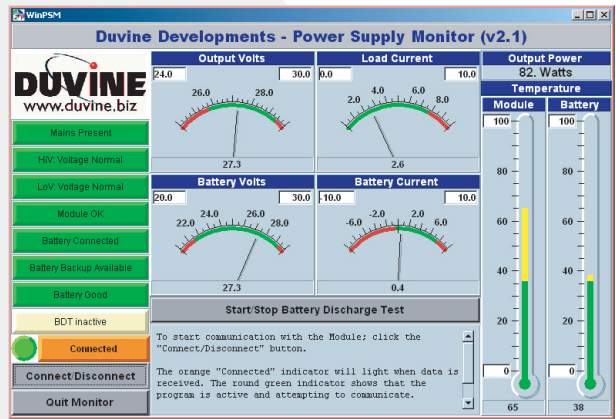 WinPSM
Duvine Developments - Power Supply Monitor (v2.1)
DUVINE
www.duvine.biz
Mains Present
HiV: Voltage Normal
LoV: Voltage Normal
Module OK
Battery Connected
Battery Backup Available
Battery Good
BDT inactive
Connected
Connect/Disconnect
Quit Monitor
Output Volts
24.0 30.0
26.0 28.0
27.3
Load Current
0.0 10.0
2.0 4.0 6.0 8.0
2.6
Battery Volts
20.0 30.0
22.0 24.0 26.0 28.0
27.3
Battery Current
-10.0 10.0
-6.0 -2.0 2.0 6.0
0.4
Start/Stop Battery Discharge Test
To start communication with the Module; click the
"Connect/Disconnect" button.
The orange "Connected" indicator will light when data is
received. The round green indicator shows that the
program is active and attempting to communicate.
Output Power
82. Watts
Temperature
Module Battery
100 100
80 80
60 60
40 40
20 20
0 0
65 38